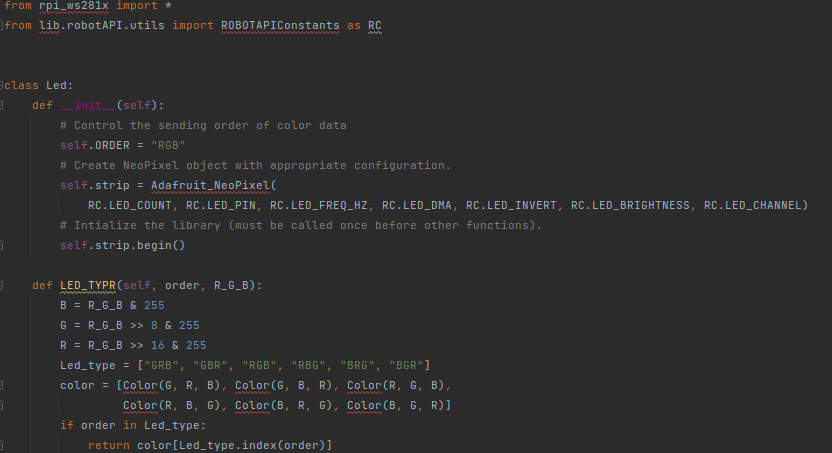 from rpi_ws281x import *
from lib.robotAPI.utils import ROBOTAPIConstants as RC
class Led:
    def __init__(self):
        # Control the sending order of color data
        self.ORDER = "RGB"
        # Create NeoPixel object with appropriate configuration.
        self.strip = Adafruit_NeoPixel(
            RC.LED_COUNT, RC.LED_PIN, RC.LED_FREQ_HZ, RC.LED_DMA, RC.LED_INVERT, RC.LED_BRIGHTNESS, RC.LED_CHANNEL)
        # Intialize the library (must be called once before other functions).
        self.strip.begin()
    def LED_TYPR(self, order, R_G_B):
        B = R_G_B & 255
        G = R_G_B >> 8 & 255
        R = R_G_B >> 16 & 255
        Led_type = ["GRB", "GBR", "RGB", "RBG", "BRG", "BGR"]
        color = [Color(G, R, B), Color(G, B, R), Color(R, G, B),
                 Color(R, B, G), Color(B, R, G), Color(B, G, R)]
        if order in Led_type:
            return color[Led_type.index(order)]